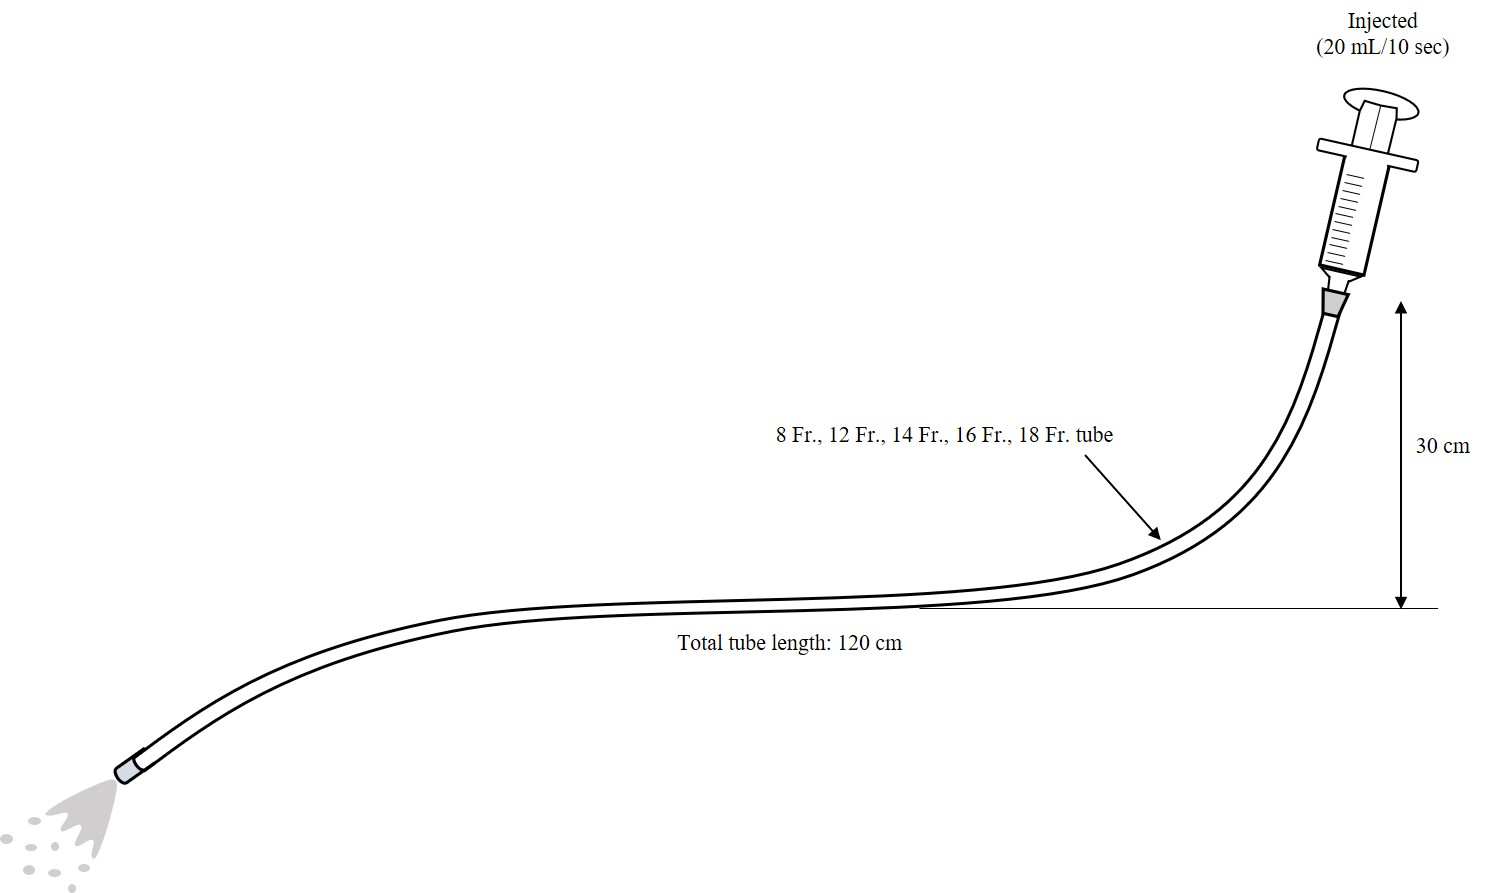 Injected
(20 mL/10 sec)
8 Fr., 12 Fr., 14 Fr., 16 Fr., 18 Fr. tube
30 cm
Total tube length: 120 cm